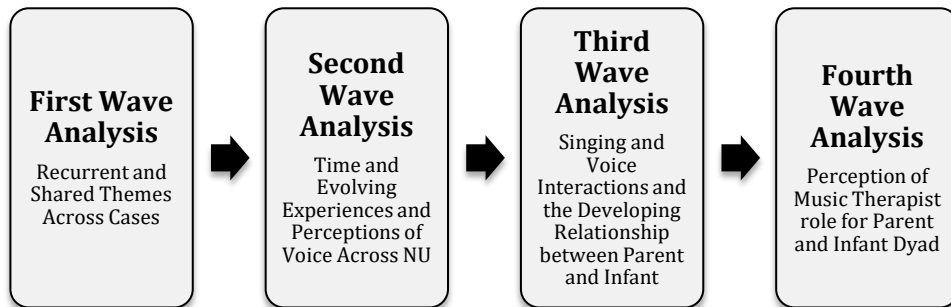 First Wave
Analysis
Recurrent and
Shared Themes
Across Cases
Second
Wave
Analysis
Time and
Evolving
Experiences and
Perceptions of
Voice Across NU
Third
Wave
Analysis
Singing and
Voice
Interactions and
the Developing
Relationship
between Parent
and Infant
Fourth
Wave
Analysis
Perception of
Music Therapist
role for Parent
and Infant Dyad